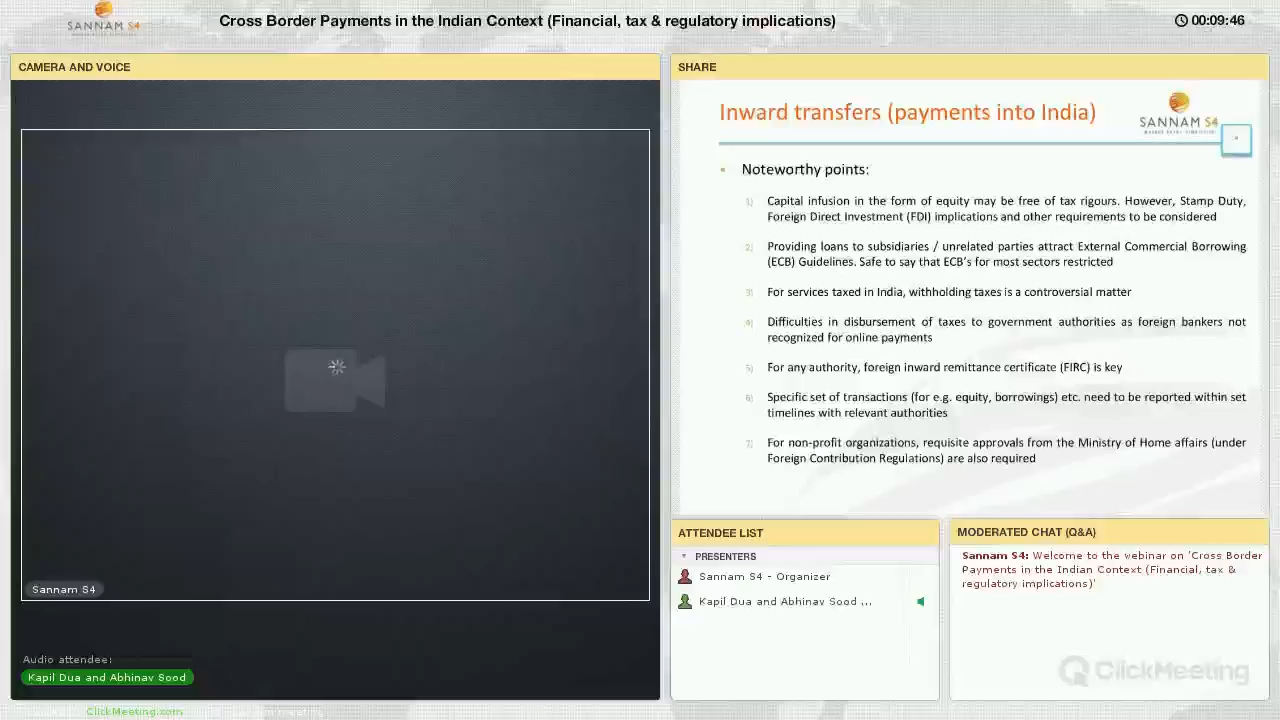 SANNAM S4
Cross Border Payments in the Indian Context (Financial, tax & regulatory implications)
00:09:46
CAMERA AND VOICE
Sannam S4
Audio attendee:
Kapil Dua and Abhinav Sood
ClickMeeting.com
SHARE
Inward transfers (payments into India)
SANNAM S4
Noteworthy points:
1) Capital infusion in the form of equity may be free of tax rigours. However, Stamp Duty,
Foreign Direct Investment (FDI) implications and other requirements to be considered
2) Providing loans to subsidiaries / unrelated parties attract External Commercial Borrowing
(ECB) Guidelines. Safe to say that ECB's for most sectors restricted
3) For services taxed in India, withholding taxes is a controversial matter
4) Difficulties in disbursement of taxes to government authorities as foreign bankers not
recognized for online payments
5) For any authority, foreign inward remittance certificate (FIRC) is key
6) Specific set of transactions (for e.g. equity, borrowings) etc. need to be reported within set
timelines with relevant authorities
7) For non-profit organizations, requisite approvals from the Ministry of Home affairs (under
Foreign Contribution Regulations) are also required
ATTENDEE LIST
PRESENTERS
Sannam S4 - Organizer
Kapil Dua and Abhinav Sood ...
MODERATED CHAT (Q&A)
Sannam S4: Welcome to the webinar on 'Cross Border
Payments in the Indian Context (Financial, tax &
regulatory implications)'
ClickMeeting